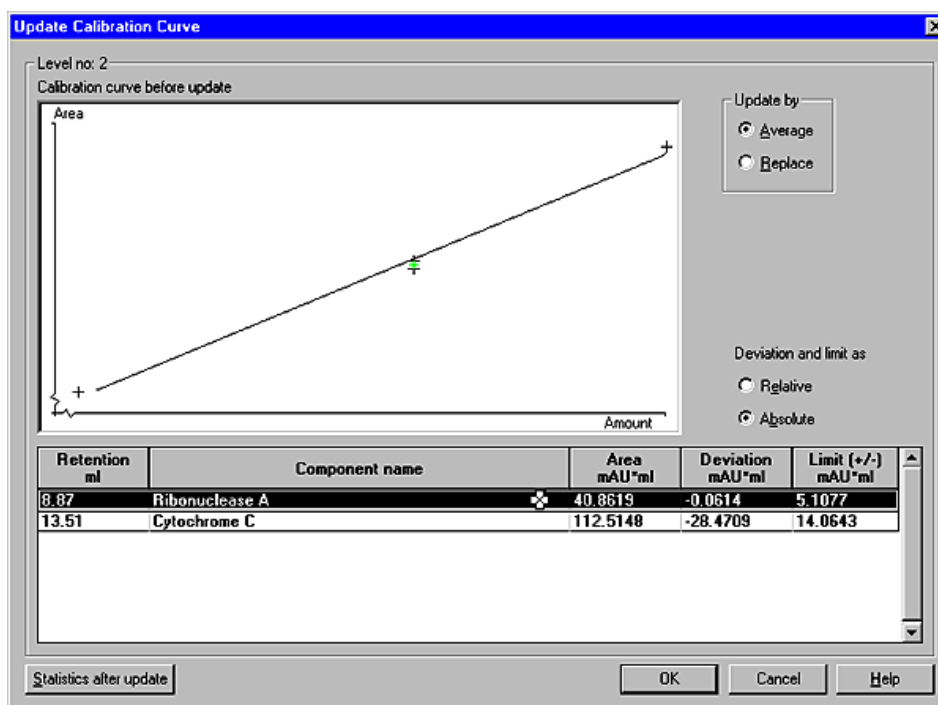 Update Calibration Curve
Level no: 2
Calibration curve before update
Area
Amount
Update by
Average
Replace
Deviation and limit as
Relative
Absolute
Retention ml Component name Area mAU*ml Deviation mAU*ml Limit (+/-) mAU*ml
8.87 Ribonuclease A 40.8619 -0.0614 5.1077
13.51 Cytochrome C 112.5148 -28.4709 14.0643
Statistics after update OK Cancel Help